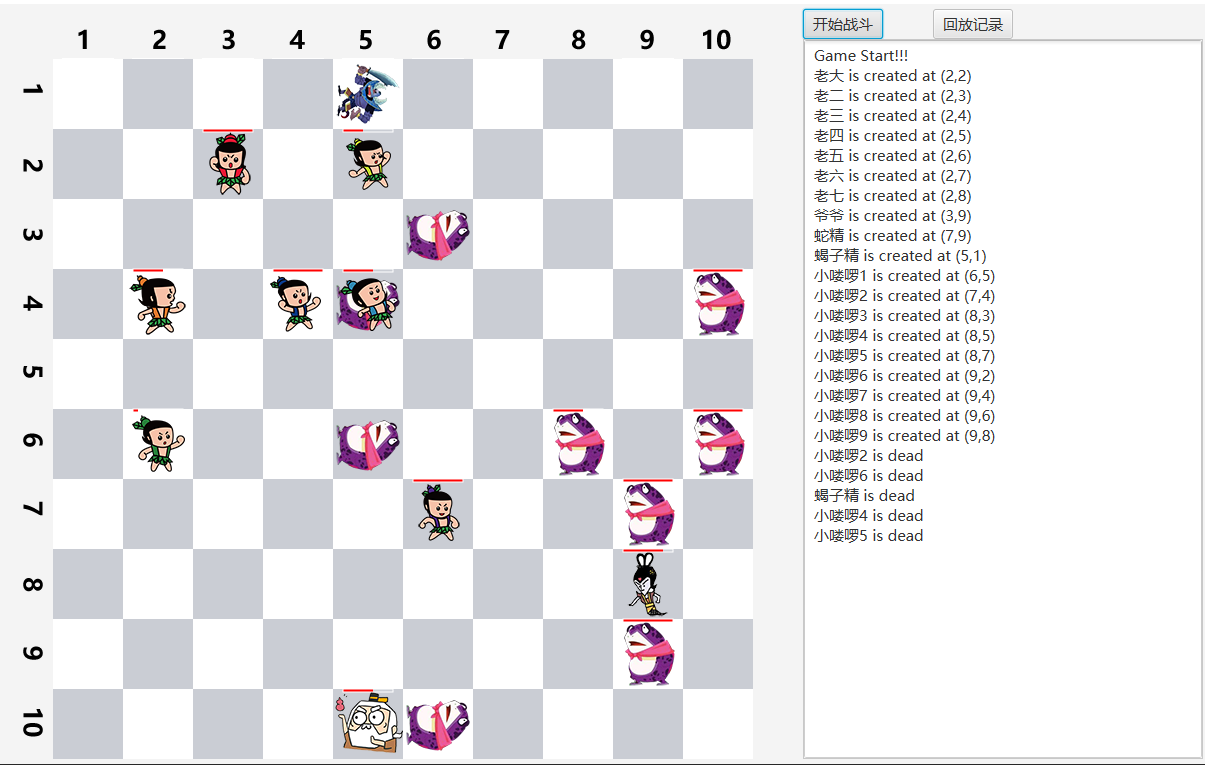 开始战斗 回放记录
1 2 3 4 5 6 7 8 9 10
1
2
3
4
5
6
7
8
9
10
Game Start!!!
老大 is created at (2,2)
老二 is created at (2,3)
老三 is created at (2,4)
老四 is created at (2,5)
老五 is created at (2,6)
老六 is created at (2,7)
老七 is created at (2,8)
爷爷 is created at (3,9)
蛇精 is created at (7,9)
蝎子精 is created at (5,1)
小喽啰1 is created at (6,5)
小喽啰2 is created at (7,4)
小喽啰3 is created at (8,3)
小喽啰4 is created at (8,5)
小喽啰5 is created at (8,7)
小喽啰6 is created at (9,2)
小喽啰7 is created at (9,4)
小喽啰8 is created at (9,6)
小喽啰9 is created at (9,8)
小喽啰2 is dead
小喽啰6 is dead
蝎子精 is dead
小喽啰4 is dead
小喽啰5 is dead